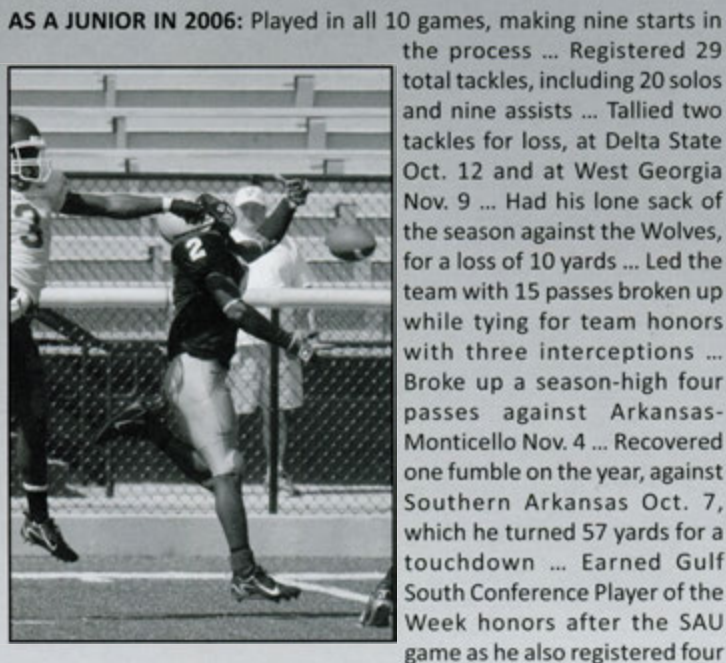 AS A JUNIOR IN 2006: Played in all 10 games, making nine starts in
the process ... Registered 29
total tackles, including 20 solos
and nine assists ... Tallied two
tackles for loss, at Delta State
Oct. 12 and at West Georgia
Nov. 9 ... Had his lone sack of
the season against the Wolves,
for a loss of 10 yards ... Led the
team with 15 passes broken up
while tying for team honors
with three interceptions ...
Broke up a season-high four
passes against Arkansas-
Monticello Nov. 4 ... Recovered
one fumble on the year, against
Southern Arkansas Oct. 7,
which he turned 57 yards for a
touchdown ... Earned Gulf
South Conference Player of the
Week honors after the SAU
game as he also registered four
3
2